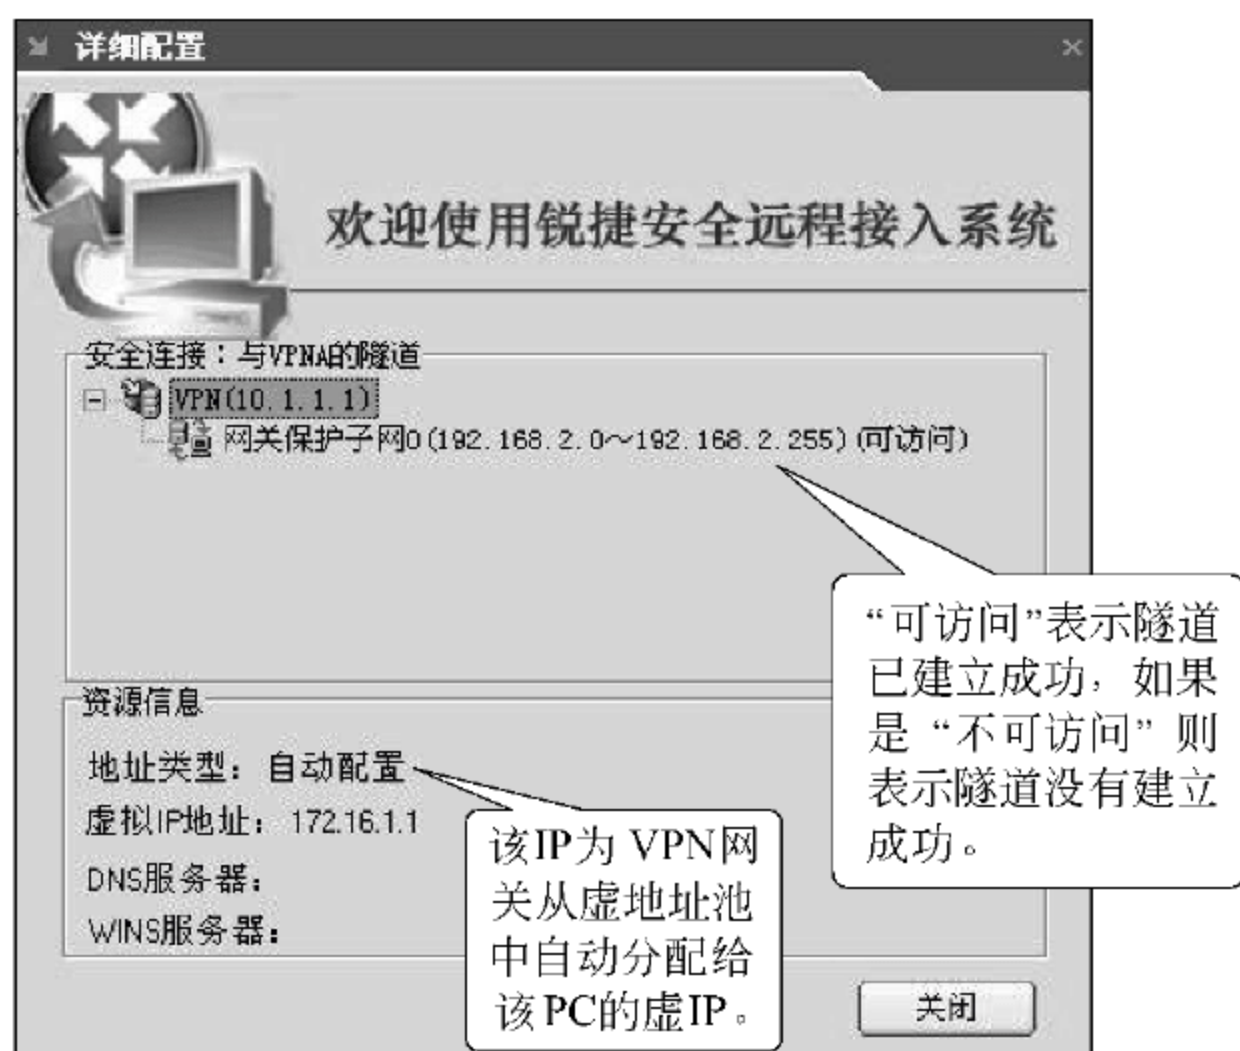 详细配置
欢迎使用锐捷安全远程接入系统
安全连接：与VPNA的隧道
VPN(10.1.1.1)
网关保护子网0(192.168.2.0～192.168.2.255)(可访问)
“可访问”表示隧道
已建立成功，如果
是“不可访问”则
表示隧道没有建立
成功。
资源信息
地址类型：自动配置
虚拟IP地址：172.16.1.1
DNS服务器：
WINS服务器：
该IP为 VPN网
关从虚地址池
中自动分配给
该PC的虚IP。
关闭